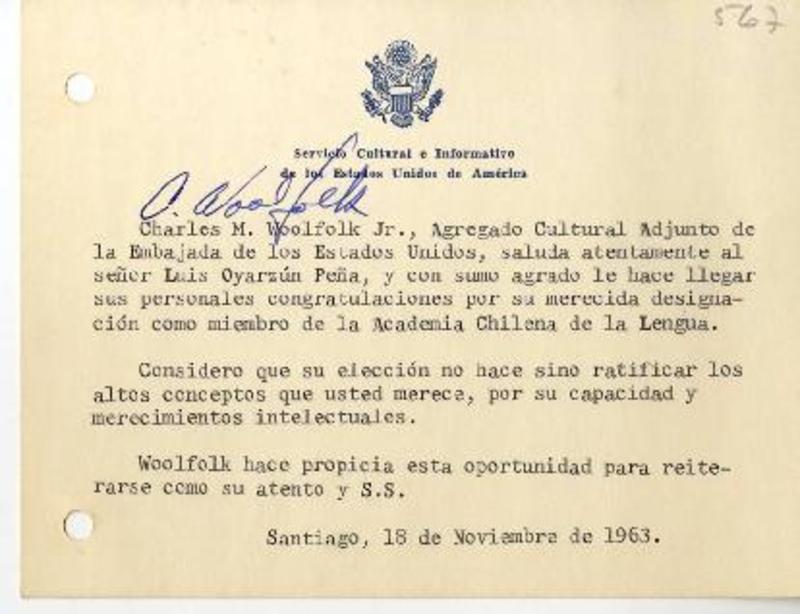 567
Servicio Cultural e Informativo
de los Estados Unidos de América
C. Woolfolk
Charles M. Woolfolk Jr., Agregado Cultural Adjunto de
la Embajada de los Estados Unidos, saluda atentamente al
señor Luis Oyarzún Peña, y con sumo agrado le hace llegar
sus personales congratulaciones por su merecida designa-
ción como miembro de la Academia Chilena de la Lengua.
Considero que su elección no hace sino ratificar los
altos conceptos que usted merece, por su capacidad y
merecimientos intelectuales.
Woolfolk hace propicia esta oportunidad para reite-
rarse como su atento y S.S.
Santiago, 18 de Noviembre de 1963.